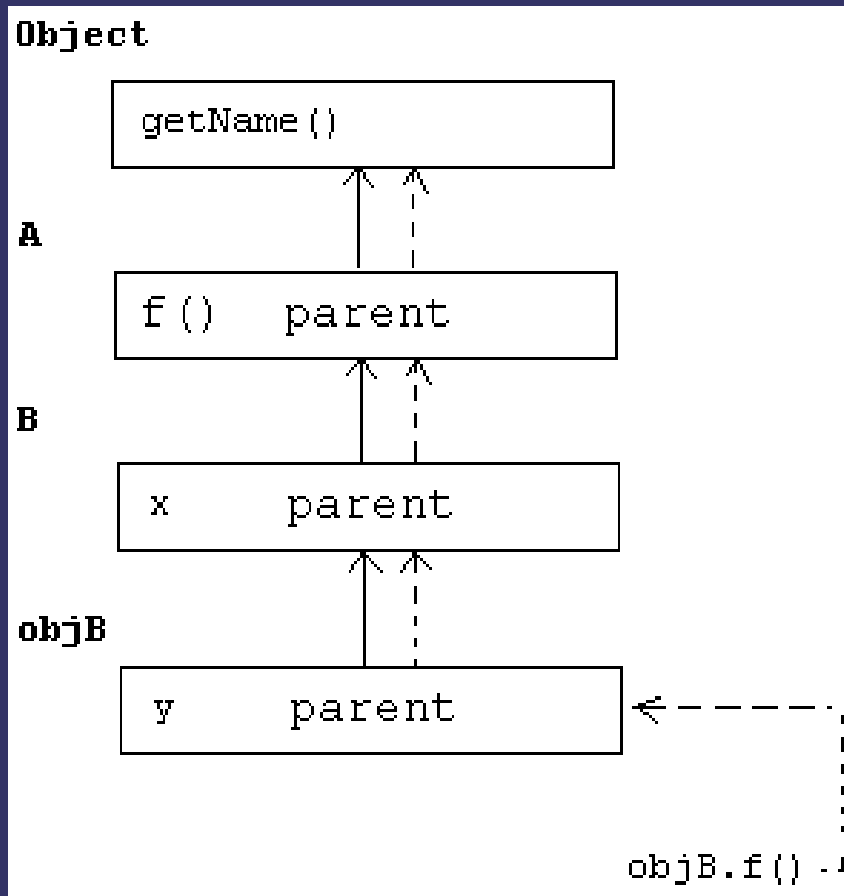 Object
getName()
A
f() parent
B
x parent
objB
y parent
objB.f()